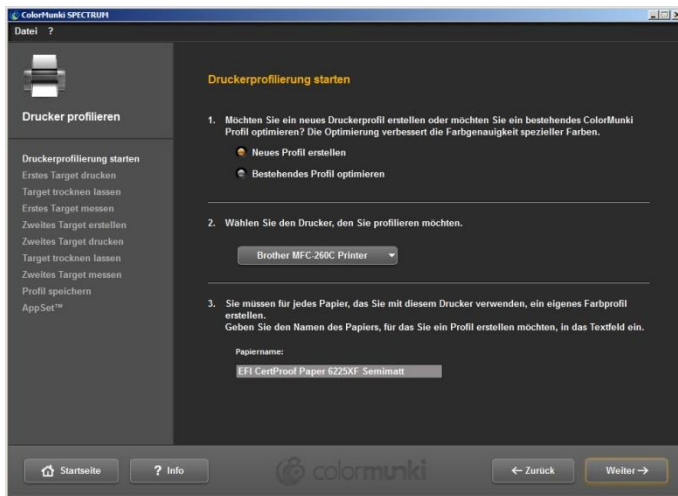 ColorMunki SPECTRUM
Datei ?
Drucker profilieren
Druckerprofilierung starten
Erstes Target drucken
Target trocknen lassen
Erstes Target messen
Zweites Target erstellen
Zweites Target drucken
Target trocknen lassen
Zweites Target messen
Profil speichern
AppSet™
Druckerprofilierung starten
1. Möchten Sie ein neues Druckerprofil erstellen oder möchten Sie ein bestehendes ColorMunki
Profil optimieren? Die Optimierung verbessert die Farbgenauigkeit spezieller Farben.
Neues Profil erstellen
Bestehendes Profil optimieren
2. Wählen Sie den Drucker, den Sie profilieren möchten.
Brother MFC-260C Printer
3. Sie müssen für jedes Papier, das Sie mit diesem Drucker verwenden, ein eigenes Farbprofil
erstellen.
Geben Sie den Namen des Papiers, für das Sie ein Profil erstellen möchten, in das Textfeld ein.
Papiername:
EFI CertProof Paper 6225XF Semimatt
Startseite ? Info colormunki ← Zurück Weiter →